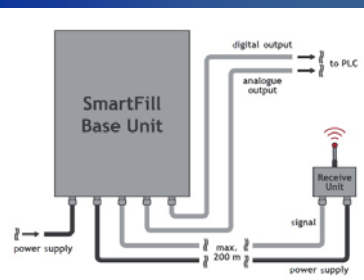 digital output
to PLC
analogue
output
SmartFill
Base Unit
Receive
Unit
signal
max.
200 m
power supply
power supply